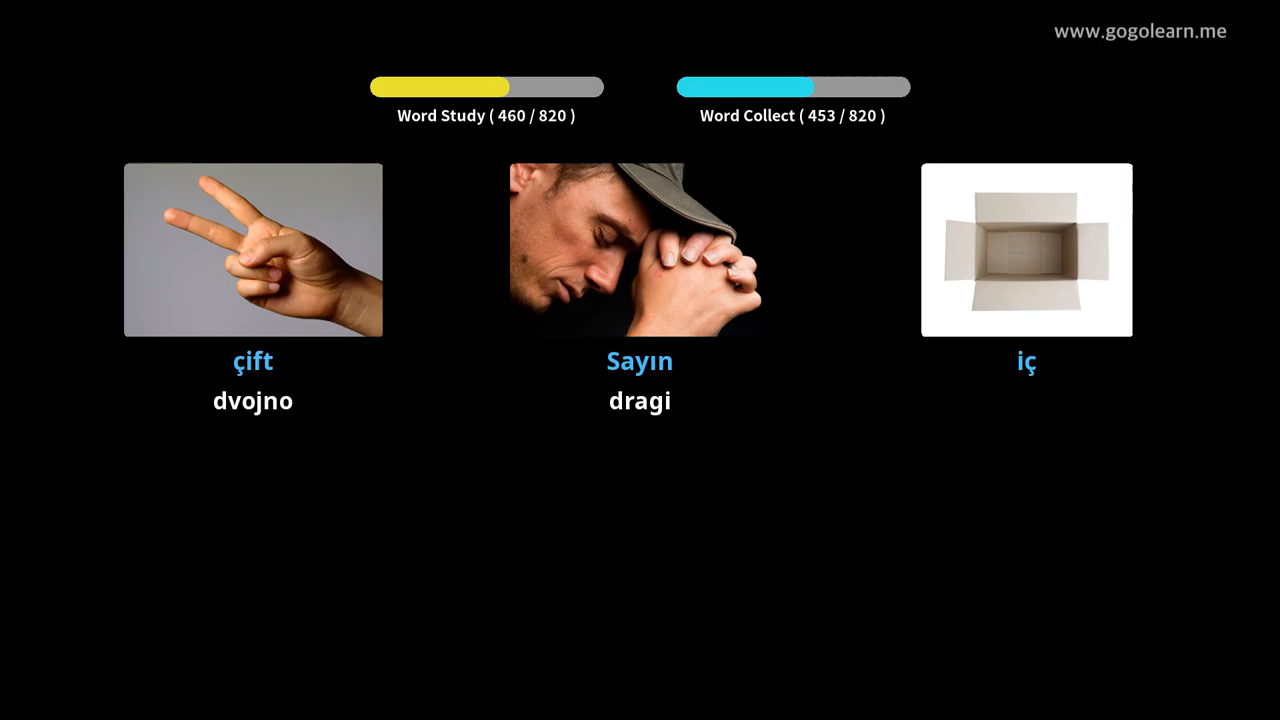 www.gogolearn.me
Word Study ( 460 / 820 )
Word Collect ( 453 / 820 )
çift
Sayın
iç
dvojno
dragi